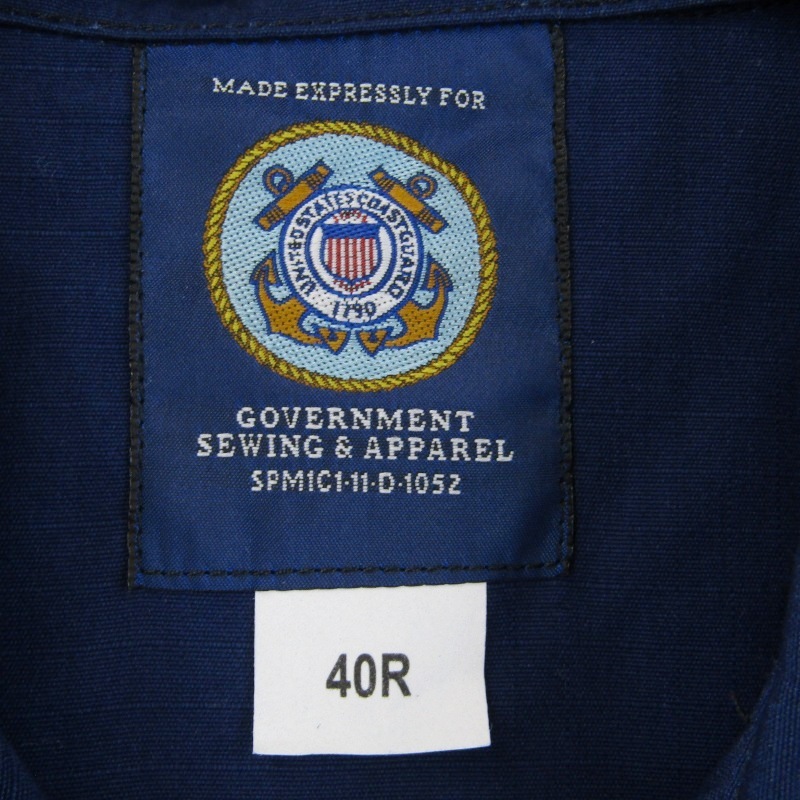 MADE EXPRESSLY FOR
UNITED STATES COAST GUARD
1790
GOVERNMENT
SEWING & APPAREL
SPM1C1-11-D-1052
40R